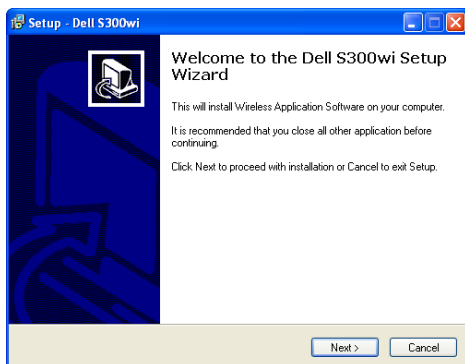 Setup - Dell S300wi
Welcome to the Dell S300wi Setup
Wizard
This will install Wireless Application Software on your computer.
It is recommended that you close all other application before
continuing.
Click Next to proceed with installation or Cancel to exit Setup.
Next >
Cancel